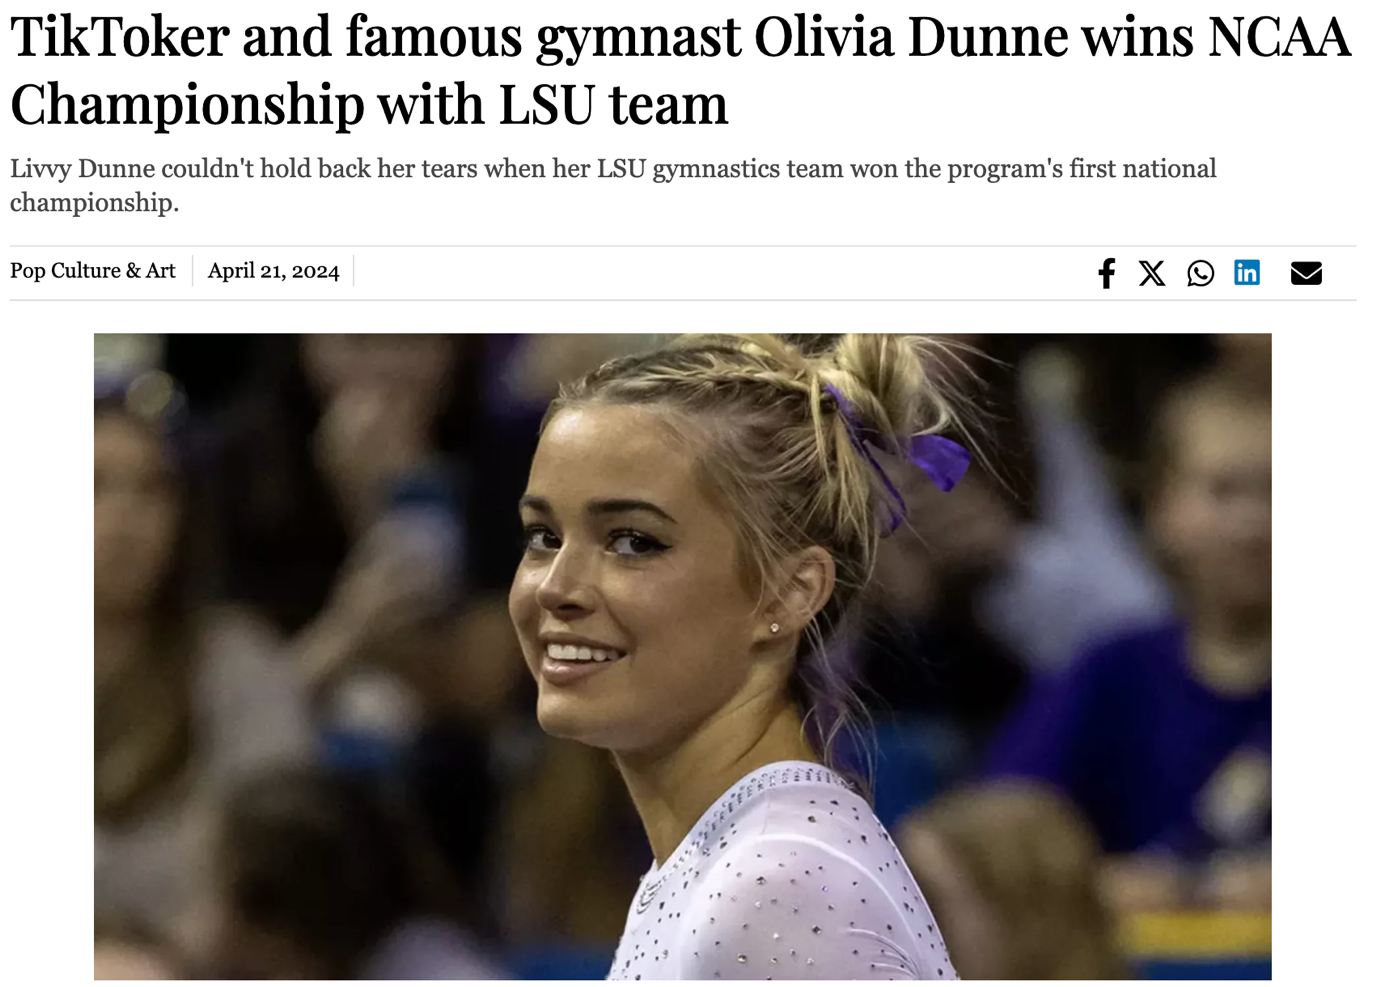 TikToker and famous gymnast Olivia Dunne wins NCAA
Championship with LSU team
Livvy Dunne couldn't hold back her tears when her LSU gymnastics team won the program's first national
championship.
Pop Culture & Art
April 21, 2024